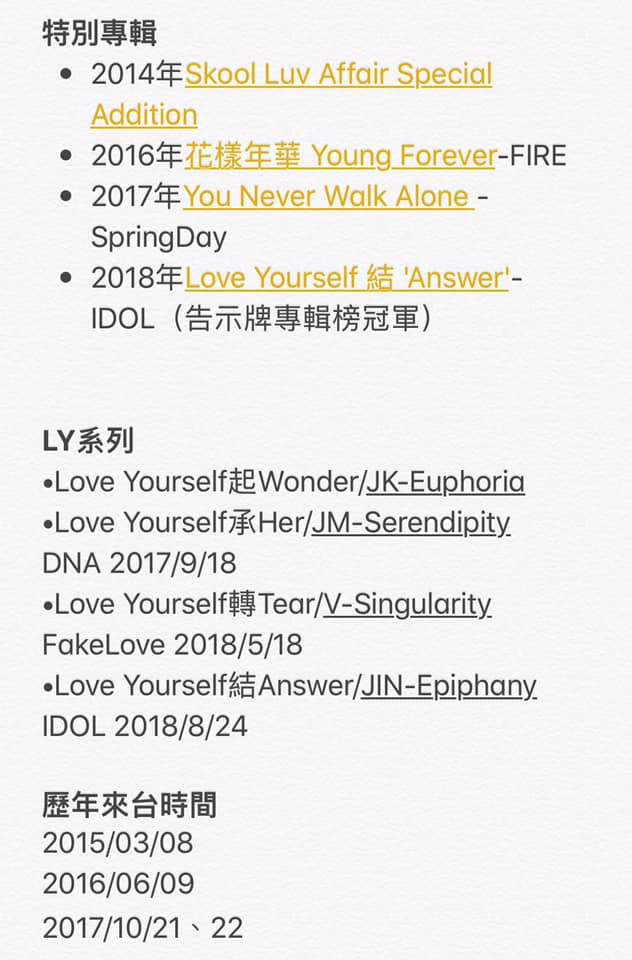 特別專輯
• 2014年Skool Luv Affair Special
Addition
• 2016年花樣年華 Young Forever-FIRE
• 2017年You Never Walk Alone -
SpringDay
• 2018年Love Yourself 結 'Answer'-
IDOL（告示牌專輯榜冠軍）
LY系列
•Love Yourself起Wonder/JK-Euphoria
•Love Yourself承Her/JM-Serendipity
DNA 2017/9/18
•Love Yourself轉Tear/V-Singularity
FakeLove 2018/5/18
•Love Yourself結Answer/JIN-Epiphany
IDOL 2018/8/24
歷年來台時間
2015/03/08
2016/06/09
2017/10/21、22